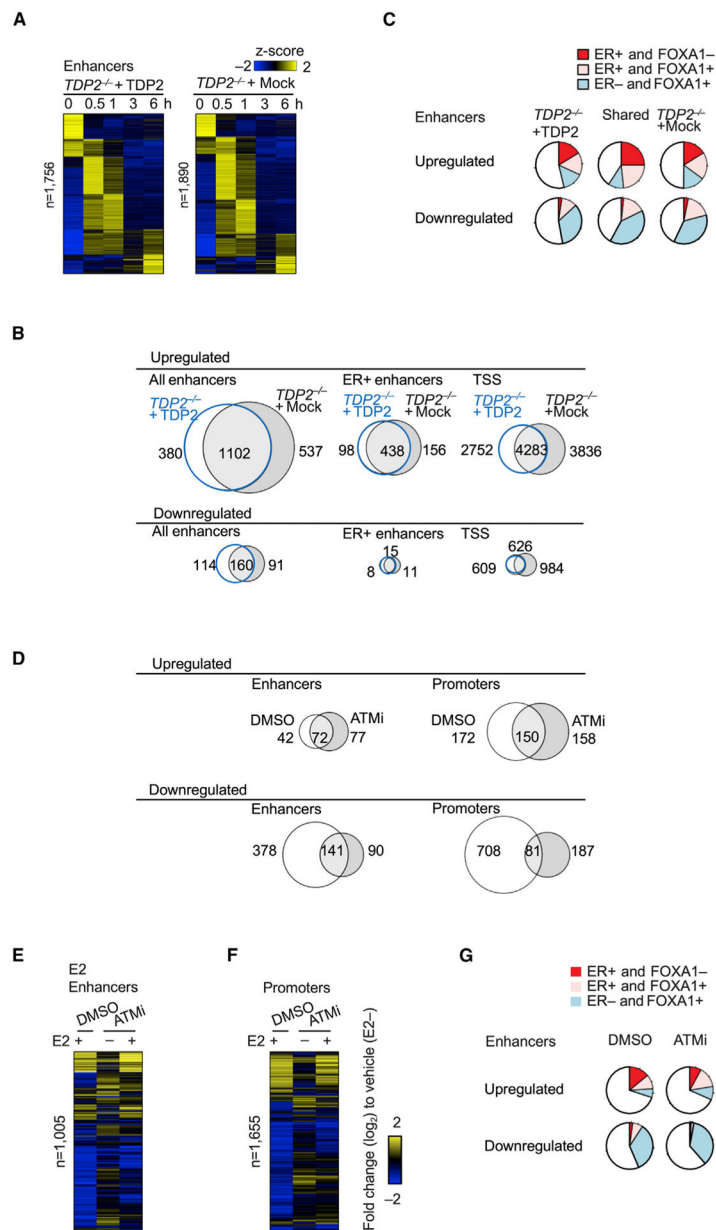 A
Enhancers
z-score
−2 2
TDP2−/− + TDP2
TDP2−/− + Mock
0 0.5 1 3 6 h
0 0.5 1 3 6 h
n=1,756
n=1,890
C
ER+ and FOXA1−
ER+ and FOXA1+
ER− and FOXA1+
Enhancers
TDP2−/− +TDP2
Shared
TDP2−/− +Mock
Upregulated
Downregulated
B
Upregulated
All enhancers
TDP2−/− + TDP2
TDP2−/− + Mock
380 1102 537
ER+ enhancers
TDP2−/− + TDP2
TDP2−/− + Mock
98 438 156
TSS
TDP2−/− + TDP2
TDP2−/− +Mock
2752 4283 3836
Downregulated
All enhancers
114 160 91
ER+ enhancers
15
8 11
TSS
626
609 984
D
Upregulated
Enhancers
DMSO ATMi
42 72 77
Promoters
DMSO ATMi
172 150 158
Downregulated
Enhancers
378 141 90
Promoters
708 81 187
E
E2
Enhancers
DMSO ATMi
E2 + − +
n=1,005
F
Promoters
DMSO ATMi
E2 + − +
n=1,655
Fold change (log₂) to vehicle (E2−)
2
−2
G
ER+ and FOXA1−
ER+ and FOXA1+
ER− and FOXA1+
Enhancers
DMSO ATMi
Upregulated
Downregulated